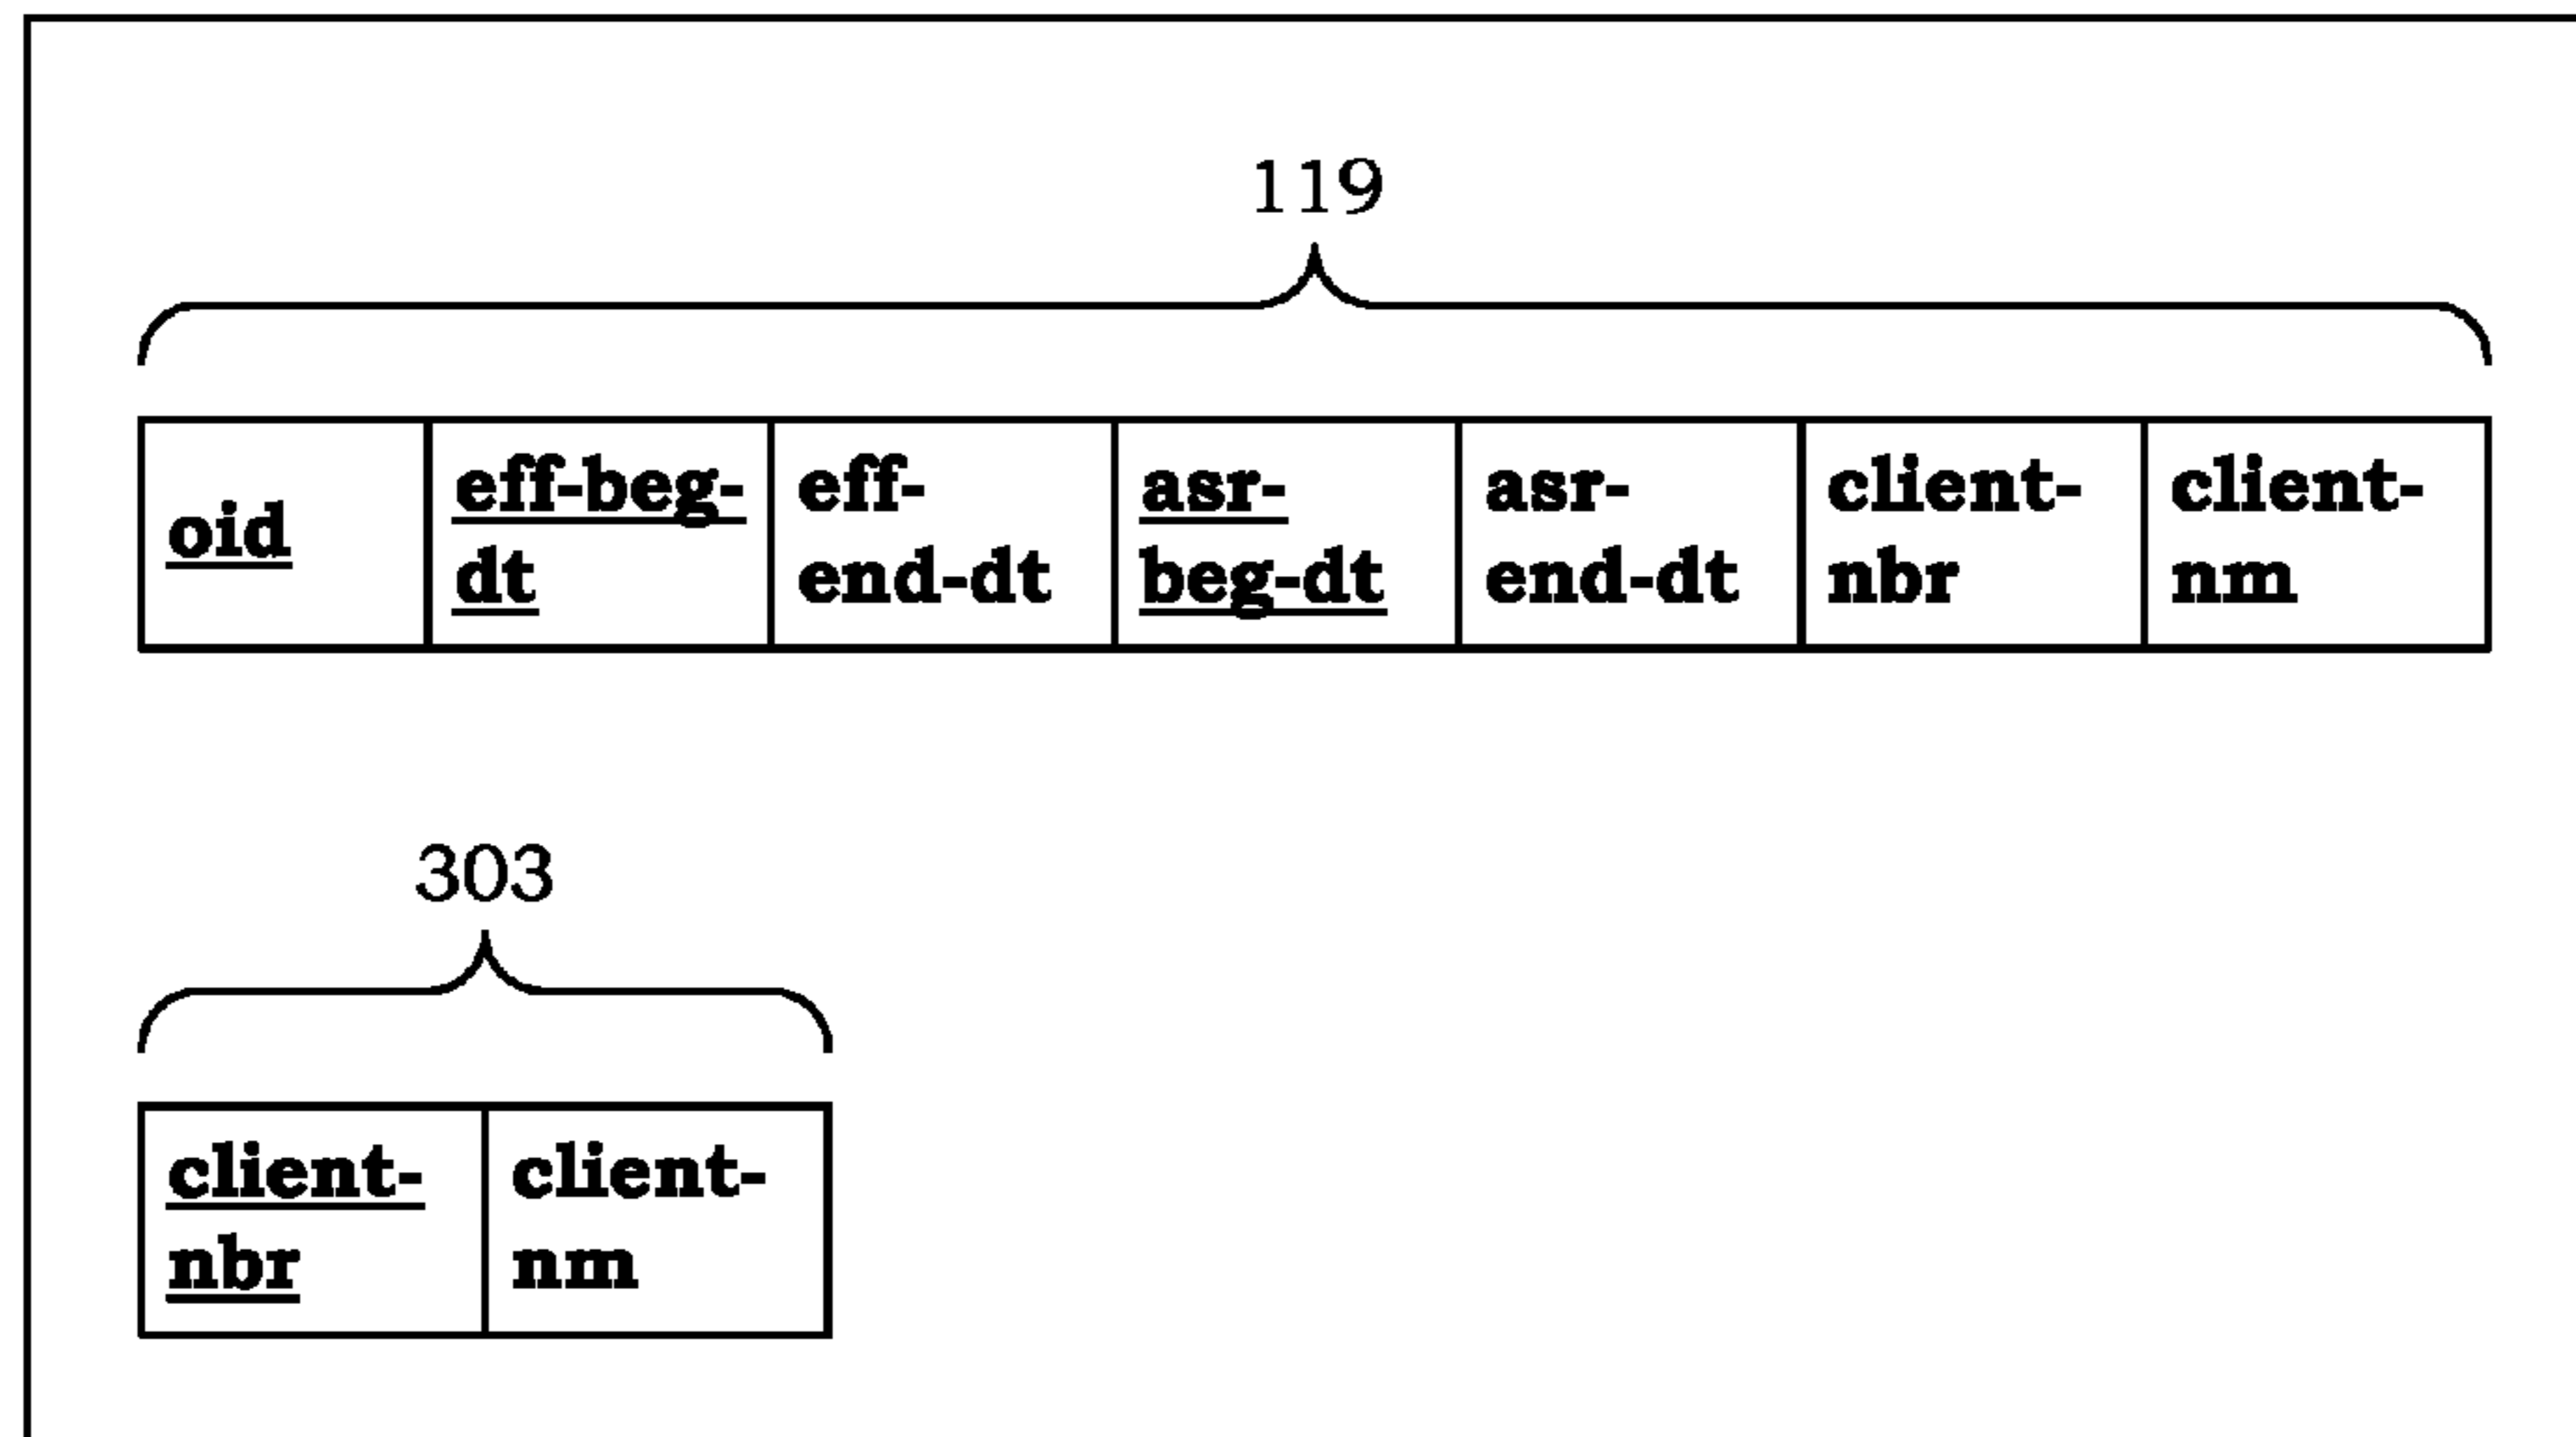 119
oid
eff-beg-
dt
eff-
end-dt
asr-
beg-dt
asr-
end-dt
client-
nbr
client-
nm
303
client-
nbr
client-
nm